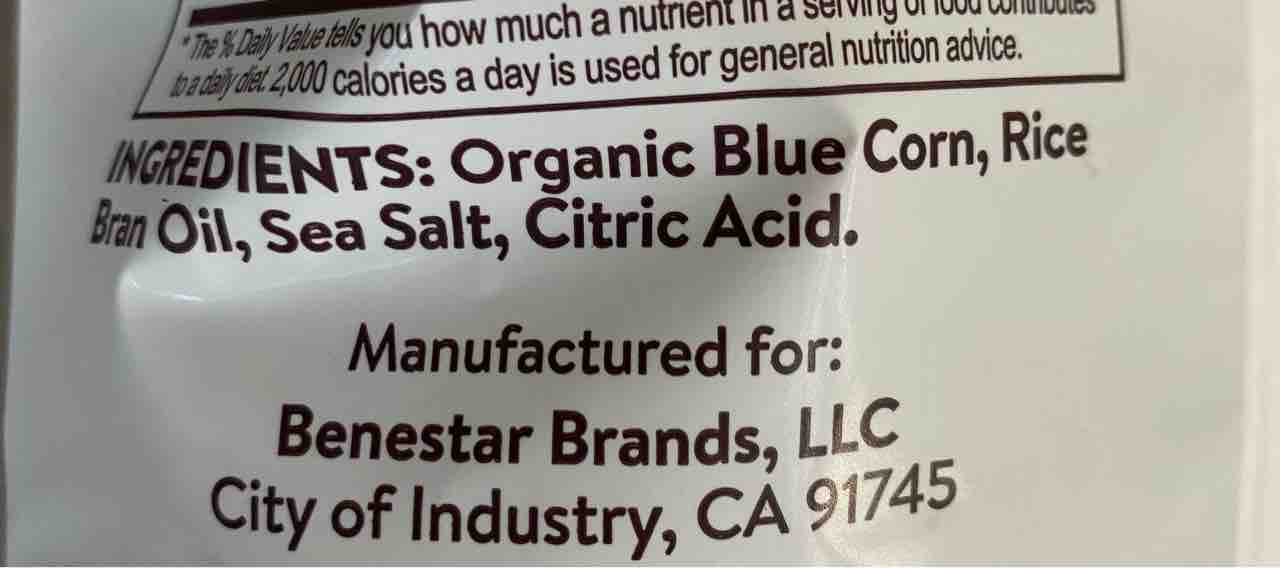 * The % Daily Value tells you how much a nutrient in a serving of food contributes
to a daily diet. 2,000 calories a day is used for general nutrition advice.
INGREDIENTS: Organic Blue Corn, Rice
Bran Oil, Sea Salt, Citric Acid.
Manufactured for:
Benestar Brands, LLC
City of Industry, CA 91745